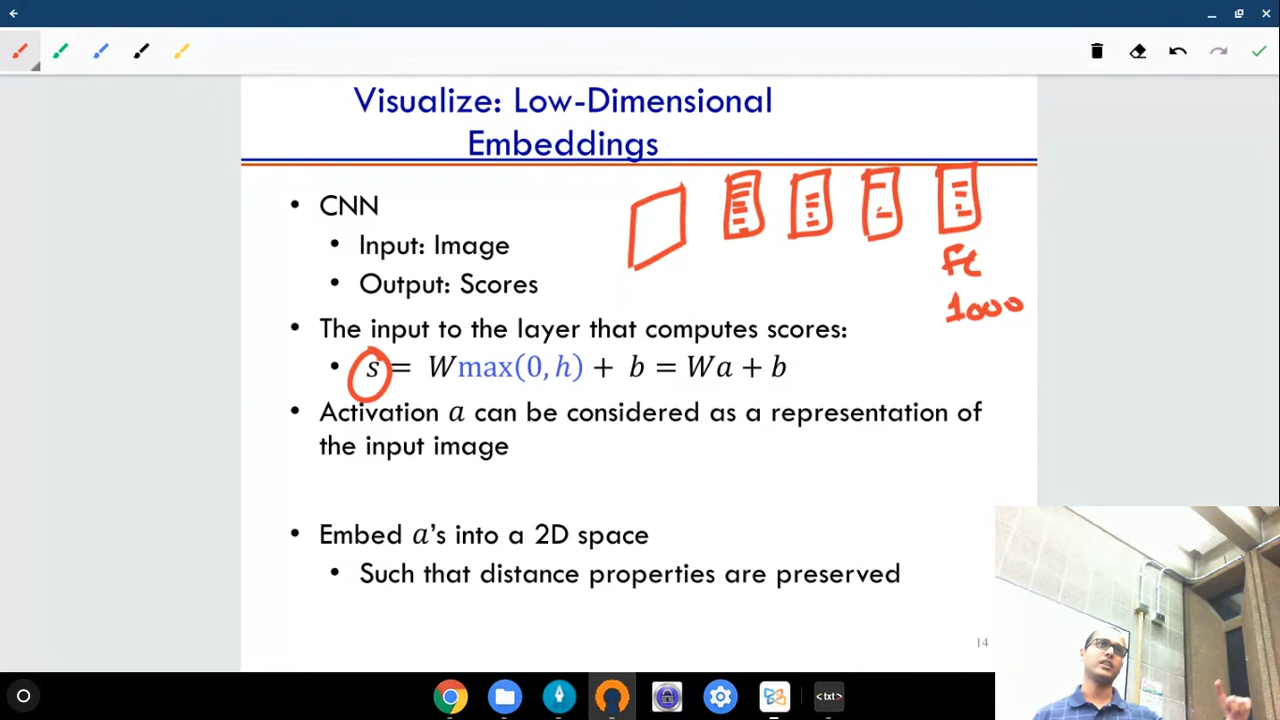 Visualize: Low-Dimensional
Embeddings
• CNN
• Input: Image
• Output: Scores
fc
1000
• The input to the layer that computes scores:
• s = Wmax(0, h) + b = Wa + b
• Activation a can be considered as a representation of
the input image
• Embed a's into a 2D space
• Such that distance properties are preserved
14
<txt>